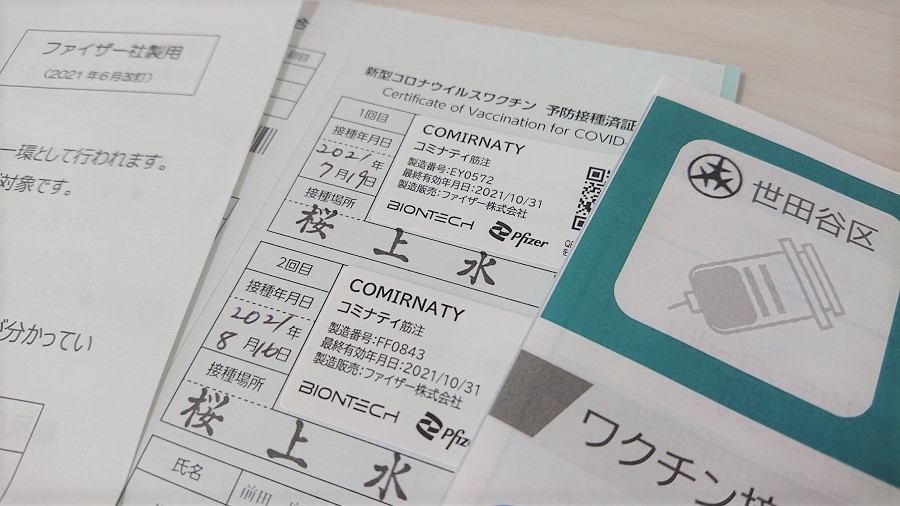 ファイザー社製用
(2021年6月改訂)
一環として行われます。
対象です。
が分かってい
合
新型コロナウイルスワクチン 予防接種済証
Certificate of Vaccination for COVID-
1回目
接種年月日
2021年
7月19日
接種場所
桜上水
COMIRNATY
コミナティ筋注
製造番号:EY0572
最終有効年月日:2021/10/31
製造販売:ファイザー株式会社
BIONTECH Pfizer
2回目
接種年月日
2021年
8月16日
接種場所
桜上水
COMIRNATY
コミナティ筋注
製造番号:FF0843
最終有効年月日:2021/10/31
製造販売:ファイザー株式会社
BIONTECH Pfiz
氏名
前田
世田谷区
ワクチン接